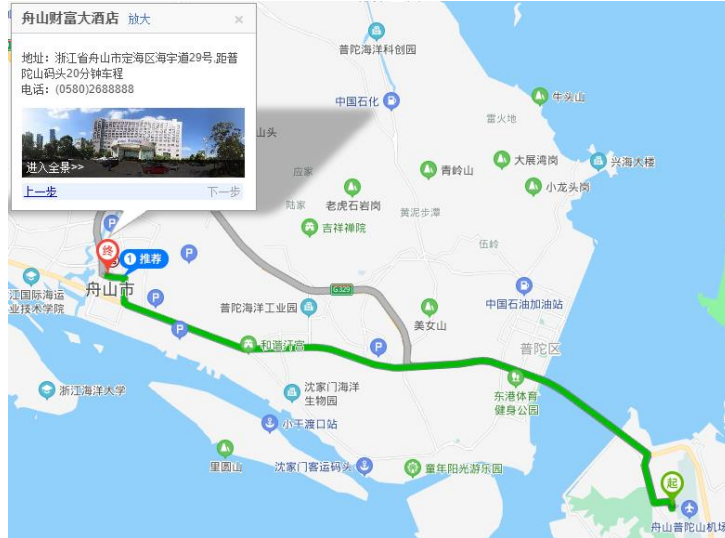 舟山财富大酒店 放大 ×
地址：浙江省舟山市定海区海宇道29号,距普
陀山码头20分钟车程
电话：(0580)2688888
进入全景>>
上一步 下一步
普陀海洋科创园
中国石化
牛头山
雷火地
山头
应家
青岭山
大展湾岗
兴海大楼
小龙头岗
陆家
老虎石岩岗
黄泥步潭
吉祥禅院
伍岭
P
P
终
1 推荐
舟山市
江国际海运
业技术学院
G329
中国石油加油站
P
普陀海洋工业园
美女山
P
和谐汀宫
P
普陀区
浙江海洋大学
沈家门海洋
生物园
东港体育
健身公园
小干渡口站
里圆山
沈家门客运码头
童年阳光游乐园
起
舟山普陀山机场